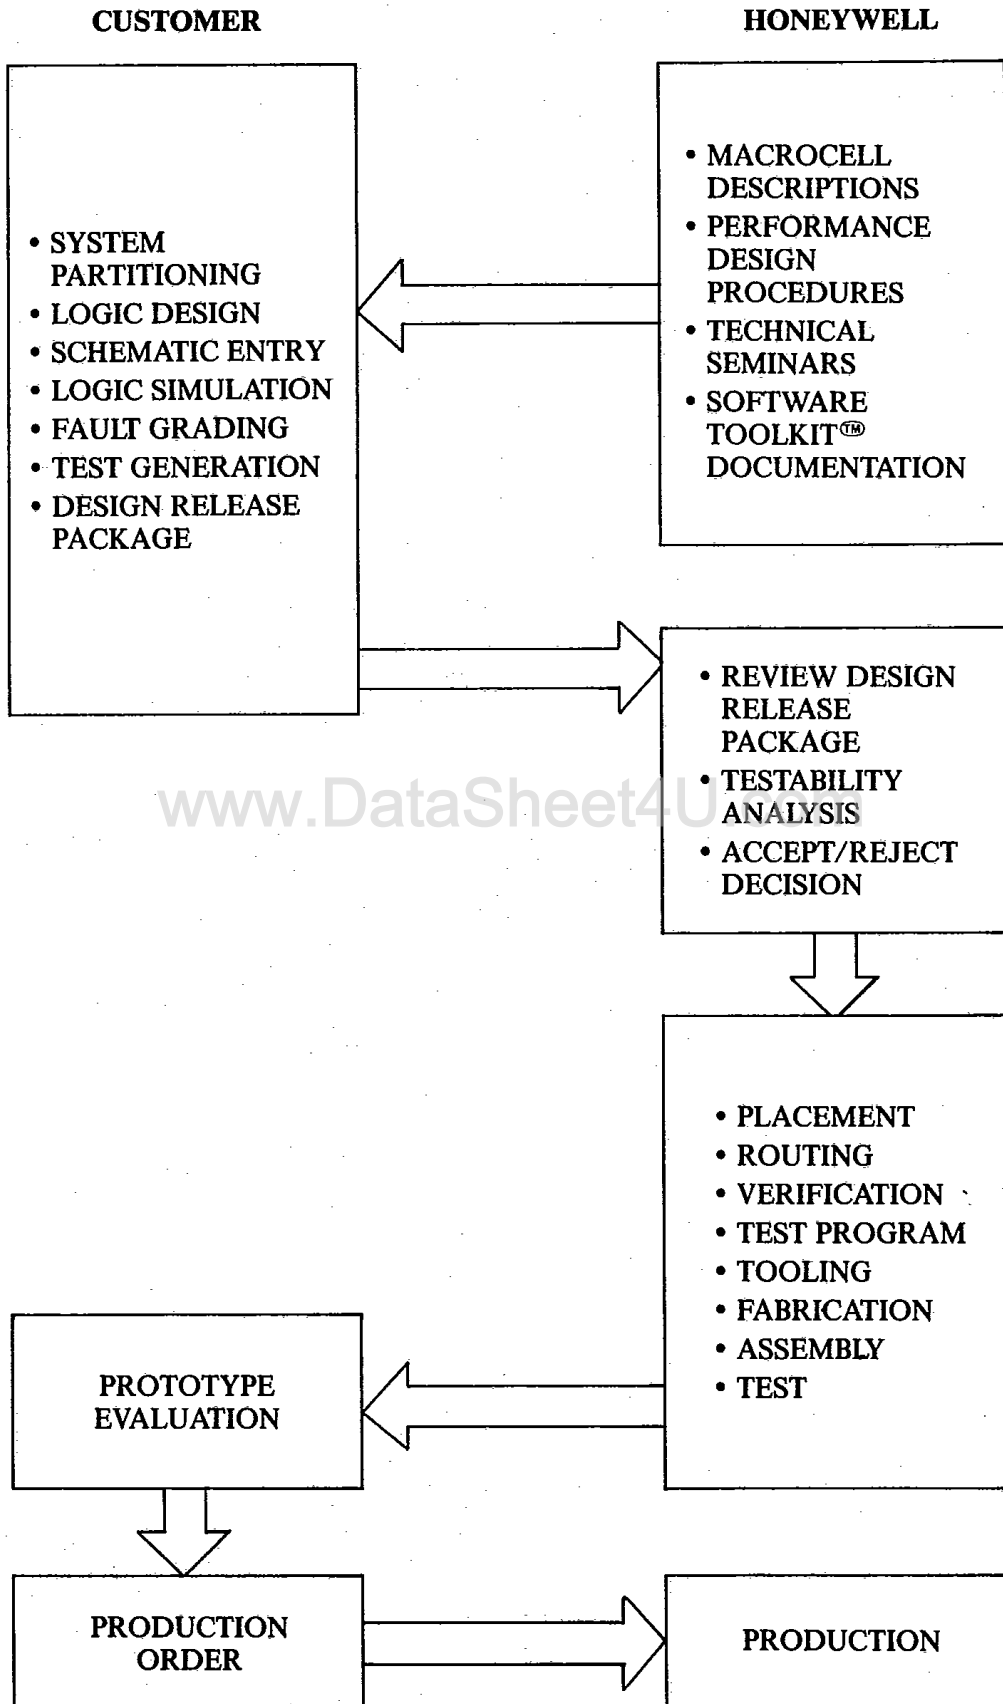 CUSTOMER
HONEYWELL
• SYSTEM
PARTITIONING
• LOGIC DESIGN
• SCHEMATIC ENTRY
• LOGIC SIMULATION
• FAULT GRADING
• TEST GENERATION
• DESIGN RELEASE
PACKAGE
• MACROCELL
DESCRIPTIONS
• PERFORMANCE
DESIGN
PROCEDURES
• TECHNICAL
SEMINARS
• SOFTWARE
TOOLKIT™
DOCUMENTATION
• REVIEW DESIGN
RELEASE
PACKAGE
• TESTABILITY
ANALYSIS
• ACCEPT/REJECT
DECISION
www.DataSheet4U.com
• PLACEMENT
• ROUTING
• VERIFICATION
• TEST PROGRAM
• TOOLING
• FABRICATION
• ASSEMBLY
• TEST
PROTOTYPE
EVALUATION
PRODUCTION
ORDER
PRODUCTION